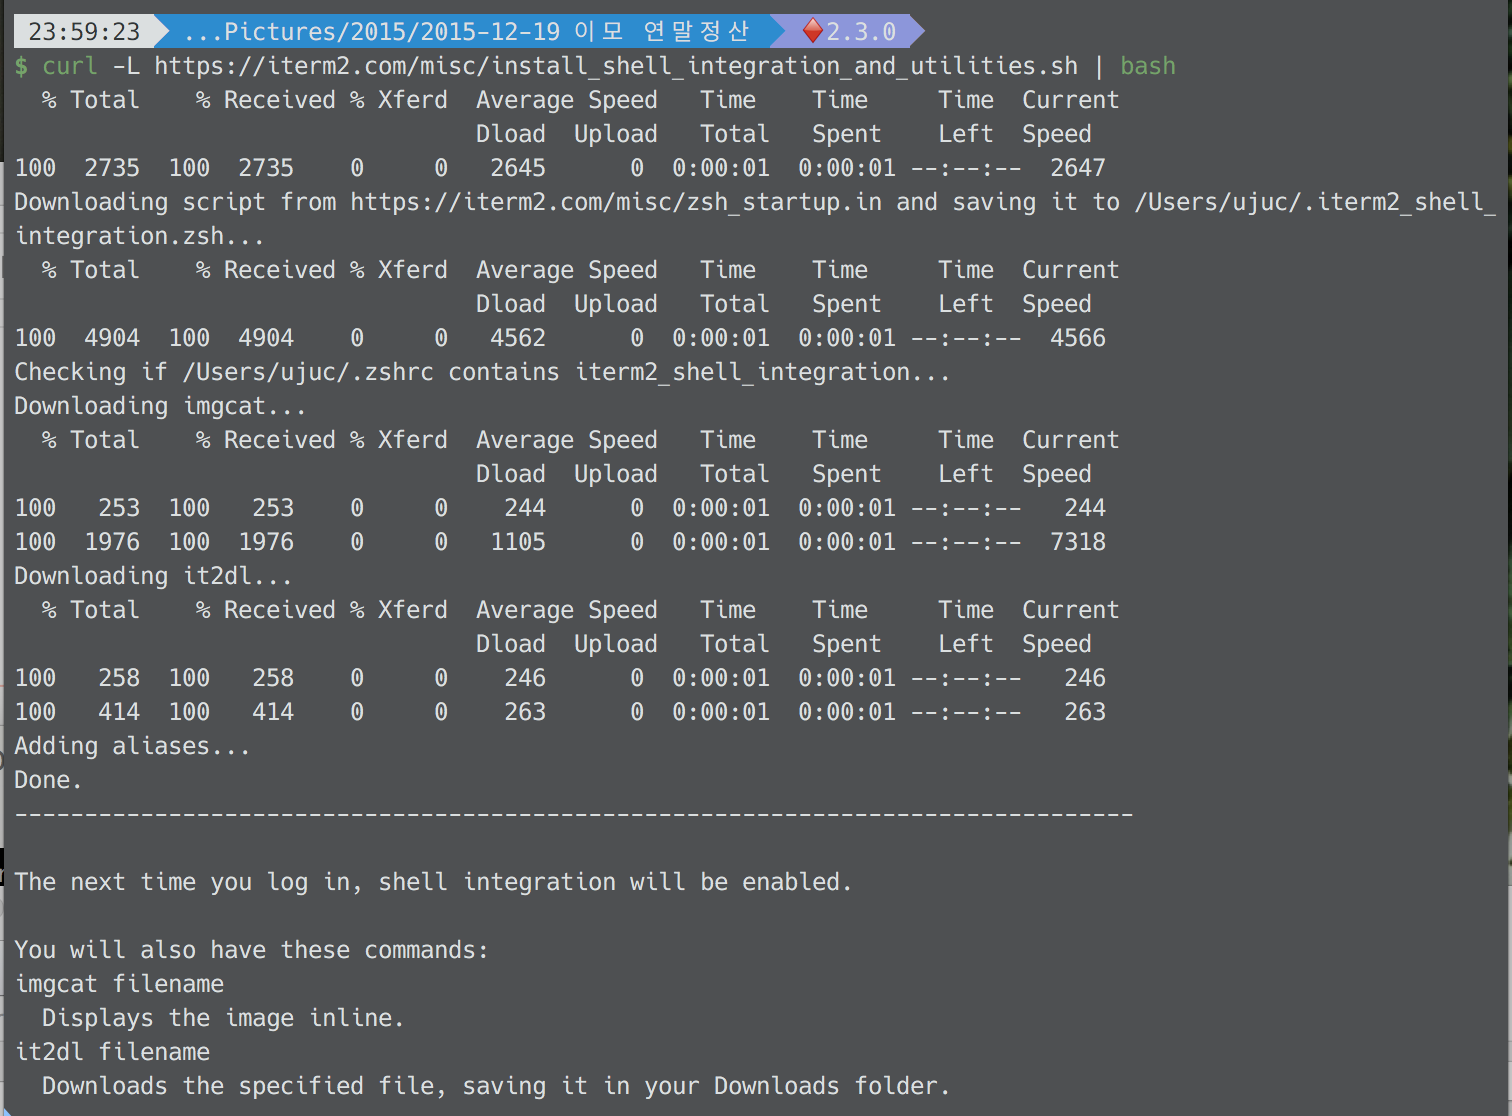 23:59:23 ...Pictures/2015/2015-12-19 이모 연말정산 2.3.0
$ curl -L https://iterm2.com/misc/install_shell_integration_and_utilities.sh | bash
  % Total    % Received % Xferd  Average Speed   Time    Time     Time  Current
                                 Dload  Upload   Total   Spent    Left  Speed
100  2735  100  2735    0     0   2645      0  0:00:01  0:00:01 --:--:--  2647
Downloading script from https://iterm2.com/misc/zsh_startup.in and saving it to /Users/ujuc/.iterm2_shell_
integration.zsh...
  % Total    % Received % Xferd  Average Speed   Time    Time     Time  Current
                                 Dload  Upload   Total   Spent    Left  Speed
100  4904  100  4904    0     0   4562      0  0:00:01  0:00:01 --:--:--  4566
Checking if /Users/ujuc/.zshrc contains iterm2_shell_integration...
Downloading imgcat...
  % Total    % Received % Xferd  Average Speed   Time    Time     Time  Current
                                 Dload  Upload   Total   Spent    Left  Speed
100   253  100   253    0     0    244      0  0:00:01  0:00:01 --:--:--   244
100  1976  100  1976    0     0   1105      0  0:00:01  0:00:01 --:--:--  7318
Downloading it2dl...
  % Total    % Received % Xferd  Average Speed   Time    Time     Time  Current
                                 Dload  Upload   Total   Spent    Left  Speed
100   258  100   258    0     0    246      0  0:00:01  0:00:01 --:--:--   246
100   414  100   414    0     0    263      0  0:00:01  0:00:01 --:--:--   263
Adding aliases...
Done.
--------------------------------------------------------------------------------
The next time you log in, shell integration will be enabled.
You will also have these commands:
imgcat filename
  Displays the image inline.
it2dl filename
  Downloads the specified file, saving it in your Downloads folder.